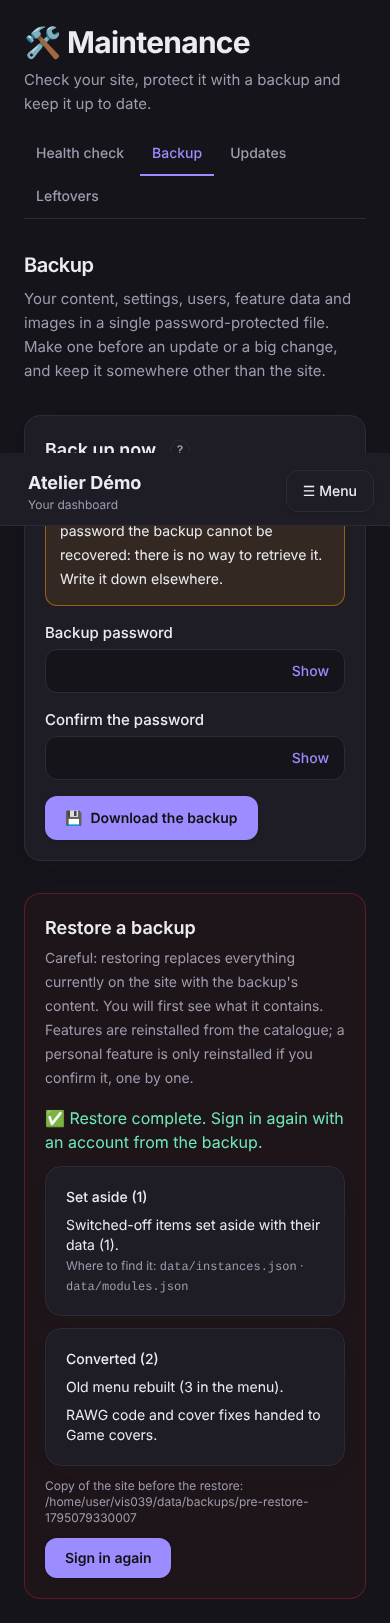 🛠️ Maintenance
Check your site, protect it with a backup and
keep it up to date.
Health check
Backup
Updates
Leftovers
Backup
Your content, settings, users, feature data and
images in a single password-protected file.
Make one before an update or a big change,
and keep it somewhere other than the site.
Back up now ?
Atelier Démo
Your dashboard
☰ Menu
password the backup cannot be
recovered: there is no way to retrieve it.
Write it down elsewhere.
Backup password
Show
Confirm the password
Show
💾 Download the backup
Restore a backup
Careful: restoring replaces everything
currently on the site with the backup's
content. You will first see what it contains.
Features are reinstalled from the catalogue; a
personal feature is only reinstalled if you
confirm it, one by one.
✅ Restore complete. Sign in again with
an account from the backup.
Set aside (1)
Switched-off items set aside with their
data (1).
Where to find it: data/instances.json ·
data/modules.json
Converted (2)
Old menu rebuilt (3 in the menu).
RAWG code and cover fixes handed to
Game covers.
Copy of the site before the restore:
/home/user/vis039/data/backups/pre-restore-
1795079330007
Sign in again